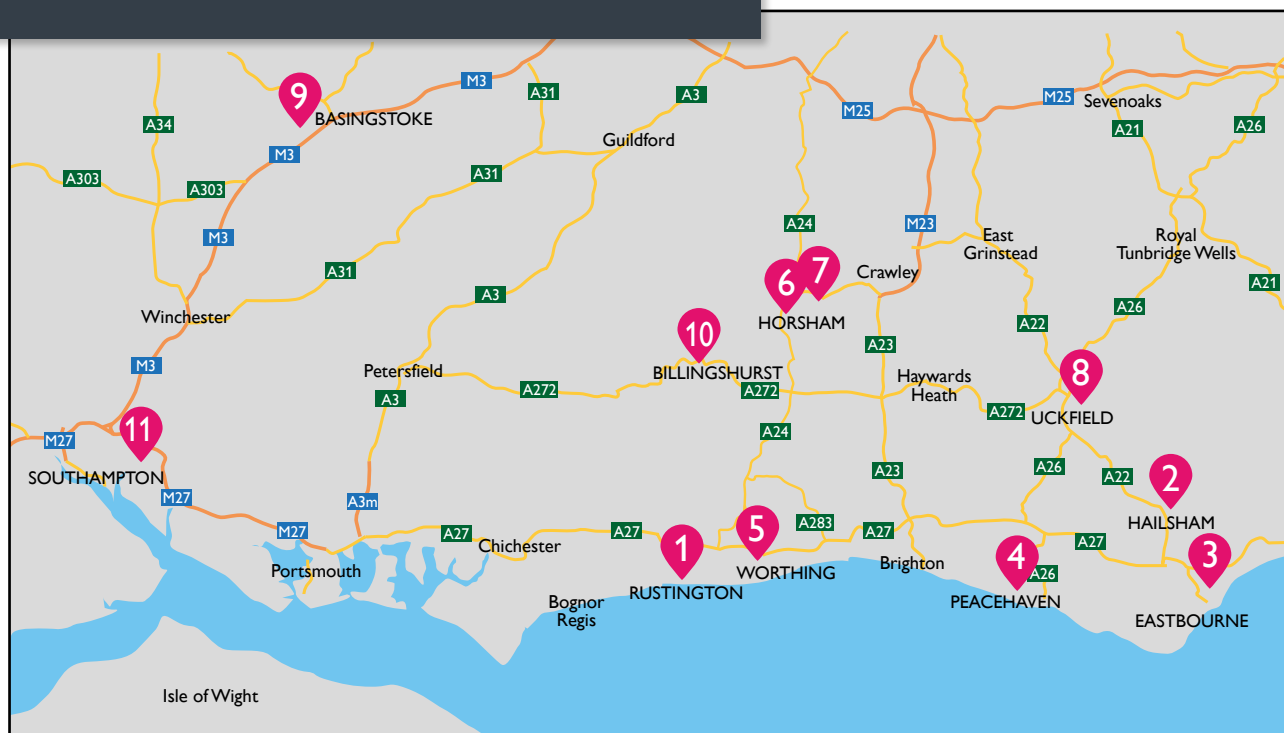 M3
A31
A3
M25
M25
Sevenoaks
9
BASINGSTOKE
A34
A21
A26
Guildford
M3
A303
A303
A31
A24
M23
M3
East
Grinstead
Royal
Tunbridge Wells
A31
6
7
Crawley
A21
A3
HORSHAM
A22
A26
Winchester
10
A23
BILLINGSHURST
M3
Petersfield
A272
A272
Haywards
Heath
8
A3
A272
UCKFIELD
11
M27
A24
SOUTHAMPTON
A23
A26
A22
2
M27
A3m
HAILSHAM
M27
A27
Chichester
A27
1
5
A283
A27
A27
3
WORTHING
Brighton
4
A26
Portsmouth
RUSTINGTON
PEACEHAVEN
Bognor
Regis
EASTBOURNE
Isle of Wight